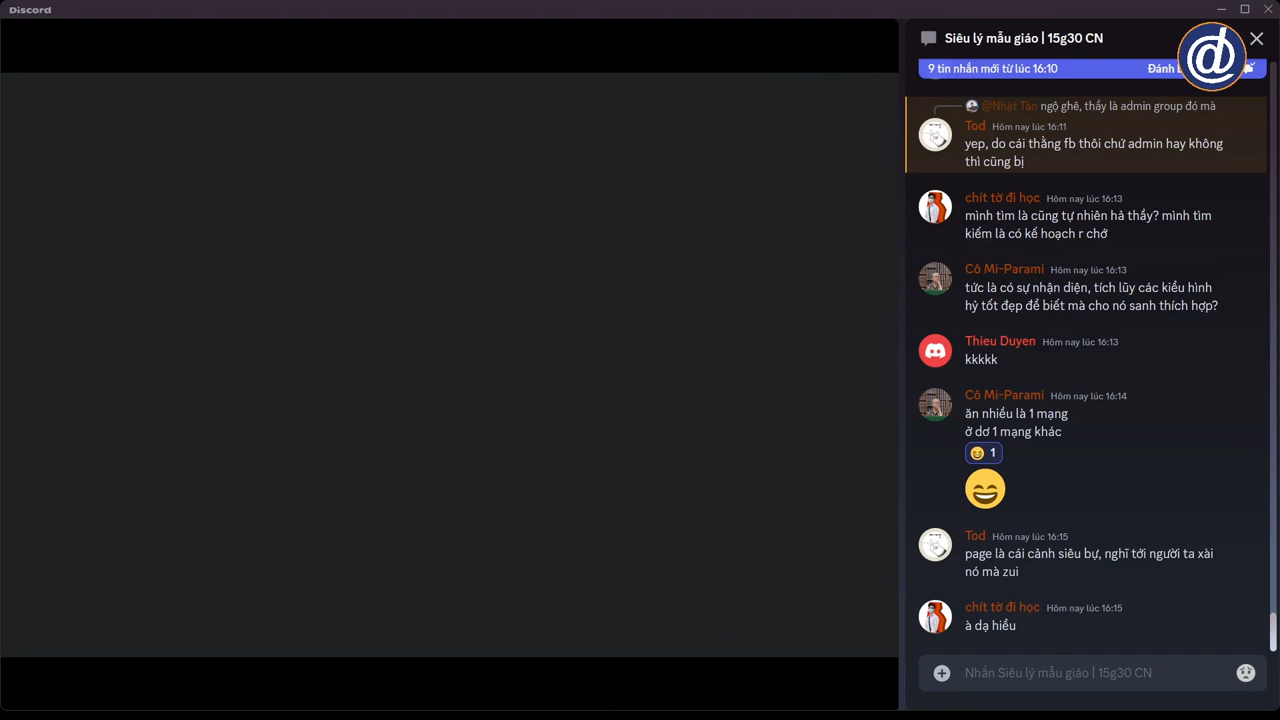 Discord
Siêu lý mẫu giáo | 15g30 CN
9 tin nhắn mới từ lúc 16:10
Đánh
@Nhật Tân ngộ ghê, thấy là admin group đó mà
Tod Hôm nay lúc 16:11
yep, do cái thằng fb thôi chứ admin hay không
thì cũng bị
chít tờ đi học Hôm nay lúc 16:13
mình tìm là cũng tự nhiên hả thầy? mình tìm
kiếm là có kế hoạch r chớ
Cô Mi-Parami Hôm nay lúc 16:13
tức là có sự nhận diện, tích lũy các kiểu hình
hỷ tốt đẹp để biết mà cho nó sanh thích hợp?
Thieu Duyen Hôm nay lúc 16:13
kkkkk
Cô Mi-Parami Hôm nay lúc 16:14
ăn nhiều là 1 mạng
ở dơ 1 mạng khác
1
Tod Hôm nay lúc 16:15
page là cái cảnh siêu bự, nghĩ tới người ta xài
nó mà zui
chít tờ đi học Hôm nay lúc 16:15
à dạ hiểu
Nhắn Siêu lý mẫu giáo | 15g30 CN